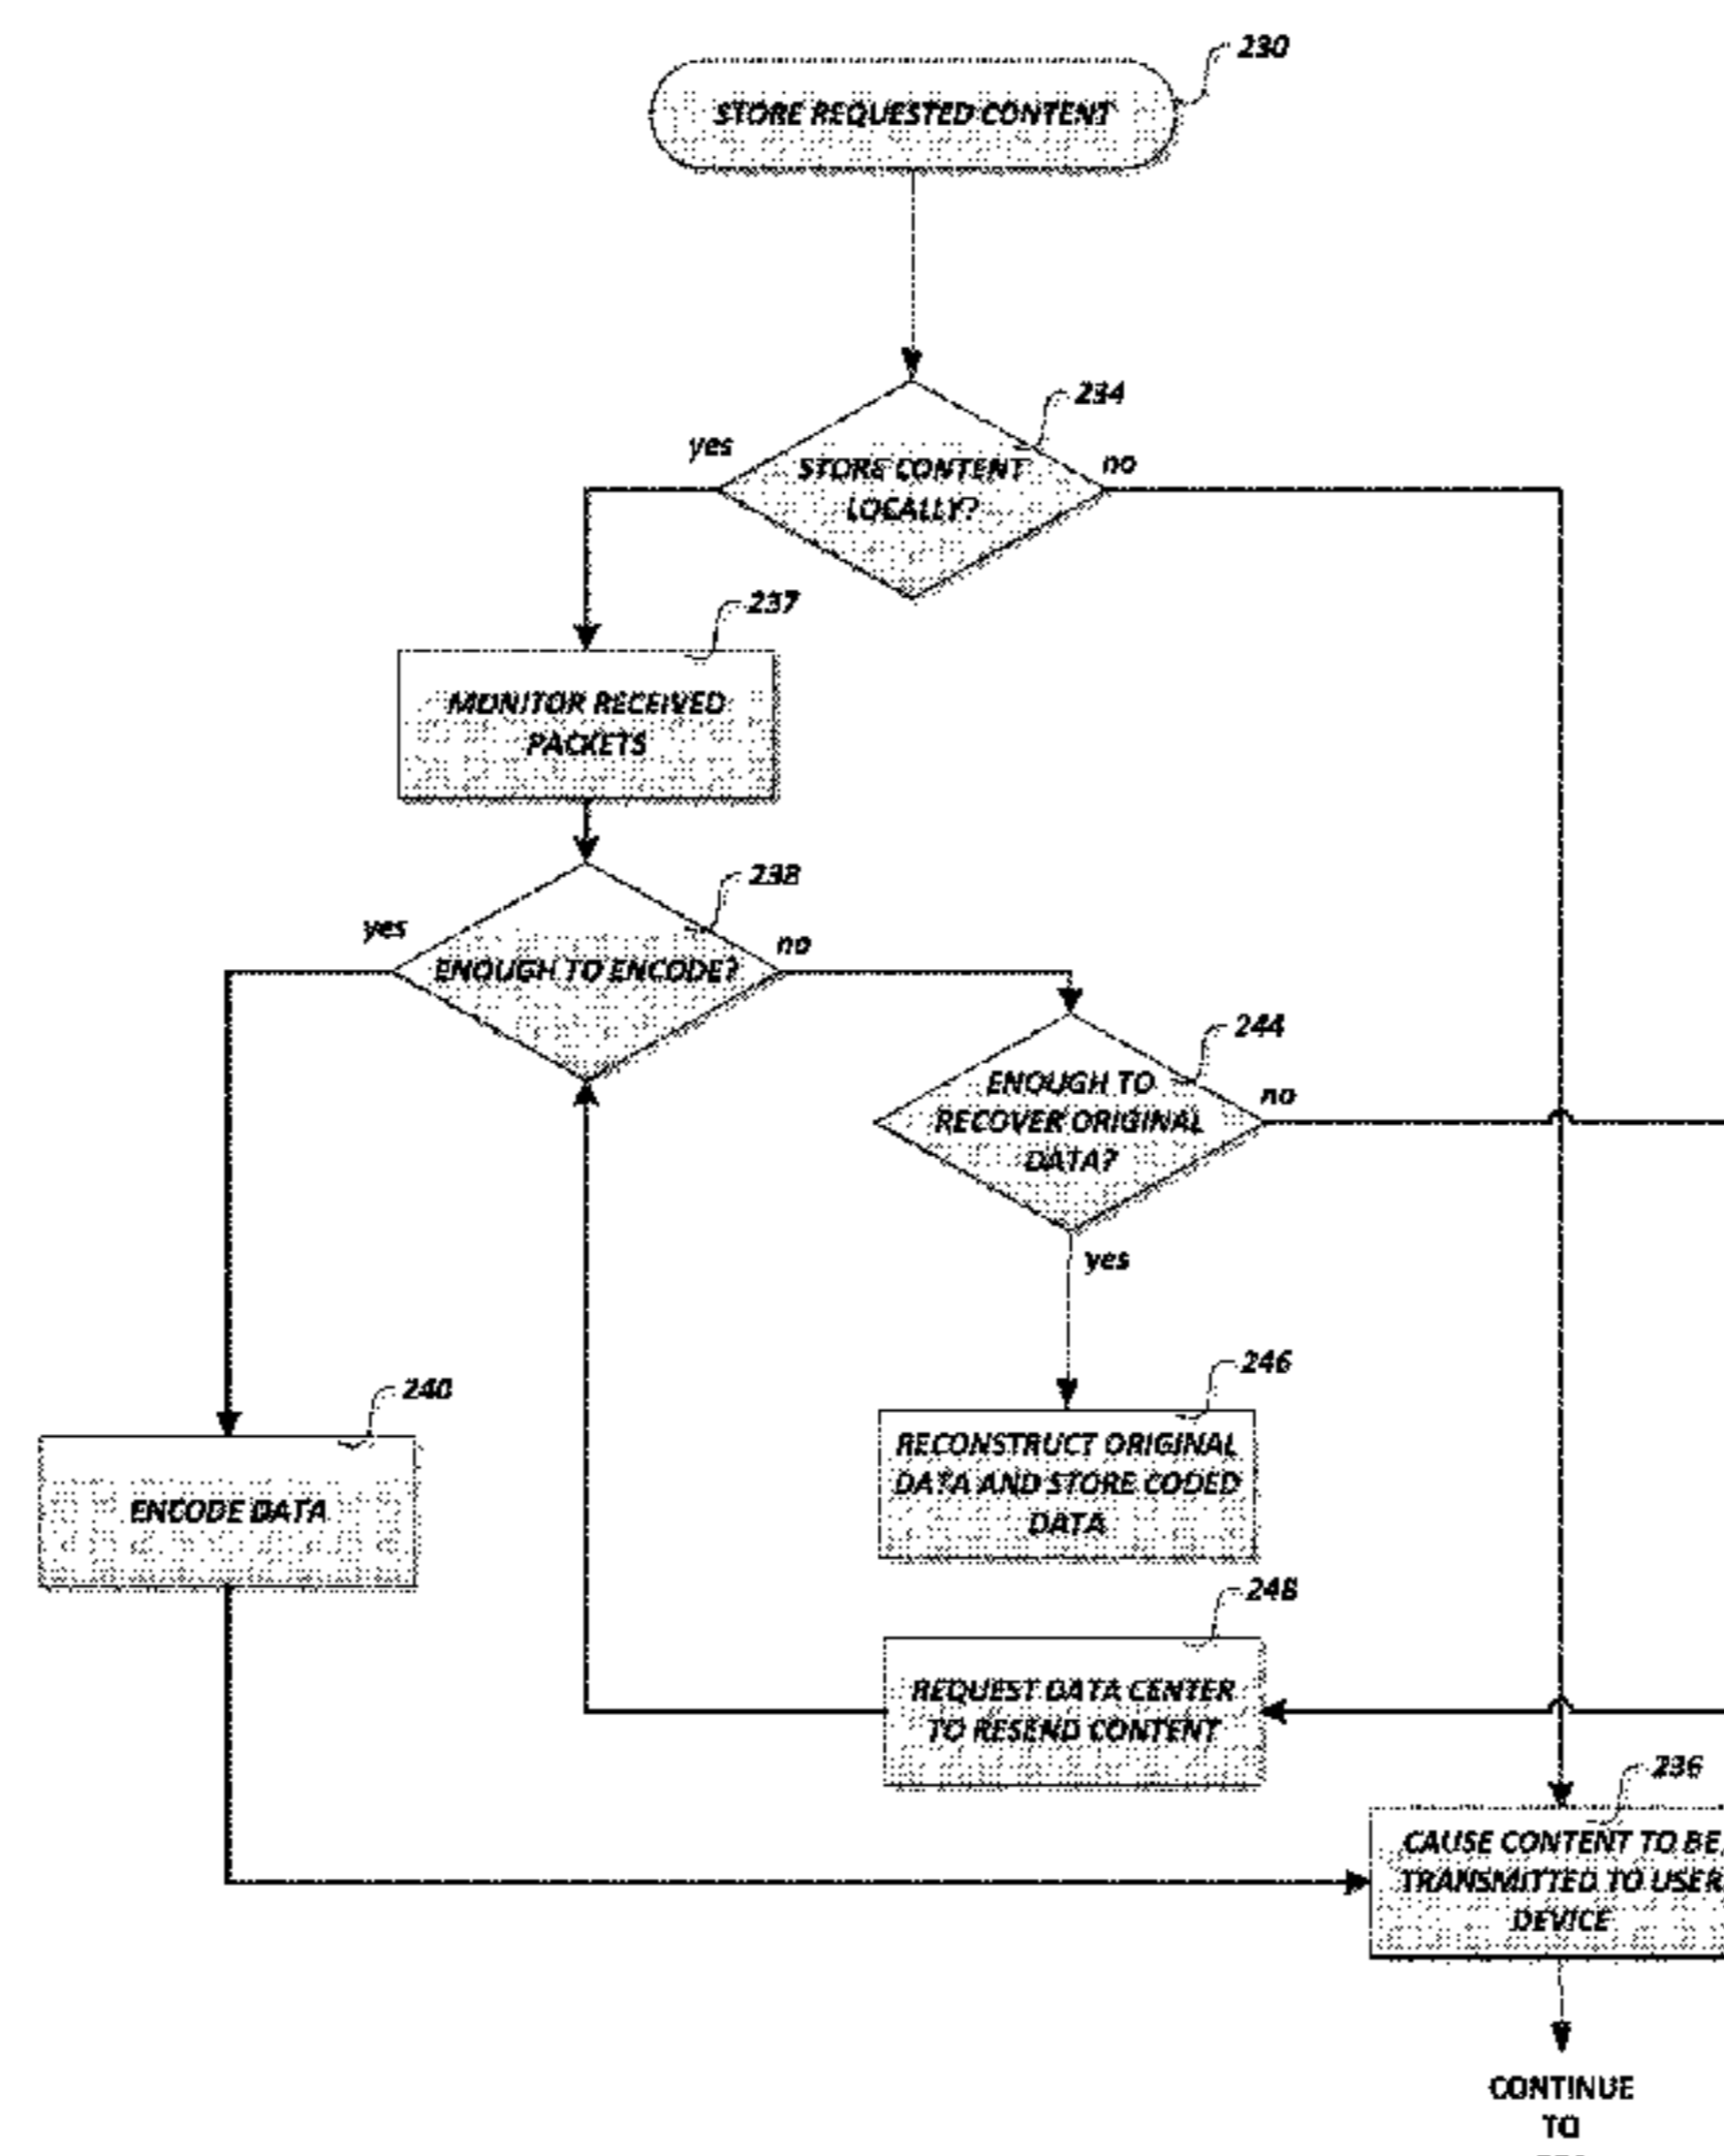 230
STORE REQUESTED CONTENT
234
yes
no
STORE CONTENT
LOCALLY?
237
MONITOR RECEIVED
PACKETS
238
yes
no
ENOUGH TO ENCODE?
244
ENOUGH TO
RECOVER ORIGINAL
DATA?
no
yes
246
240
RECONSTRUCT ORIGINAL
DATA AND STORE CODED
DATA
ENCODE DATA
248
REQUEST DATA CENTER
TO RESEND CONTENT
236
CAUSE CONTENT TO BE
TRANSMITTED TO USER
DEVICE
CONTINUE
TO